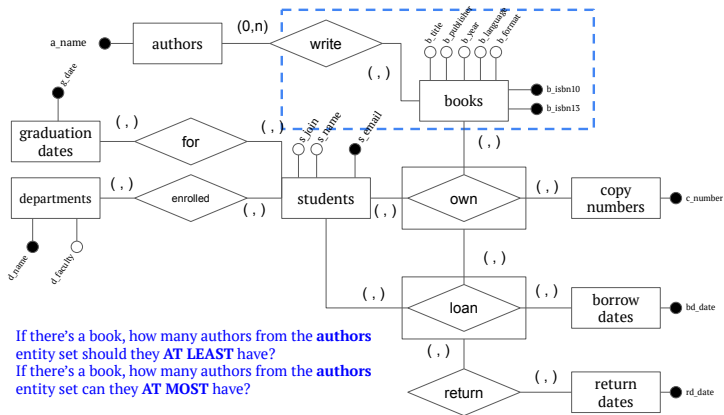 a_name
authors
(0,n)
write
(,)
b_title
b_publisher
b_year
b_language
b_format
books
b_isbn10
b_isbn13
(,)
g_date
graduation
dates
(,)
for
(,)
s_join
s_name
s_email
departments
(,)
enrolled
(,)
students
(,)
own
(,)
copy
numbers
c_number
d_name
d_faculty
(,)
(,)
loan
(,)
borrow
dates
bd_date
(,)
return
(,)
return
dates
rd_date
If there's a book, how many authors from the authors
entity set should they AT LEAST have?
If there's a book, how many authors from the authors
entity set can they AT MOST have?